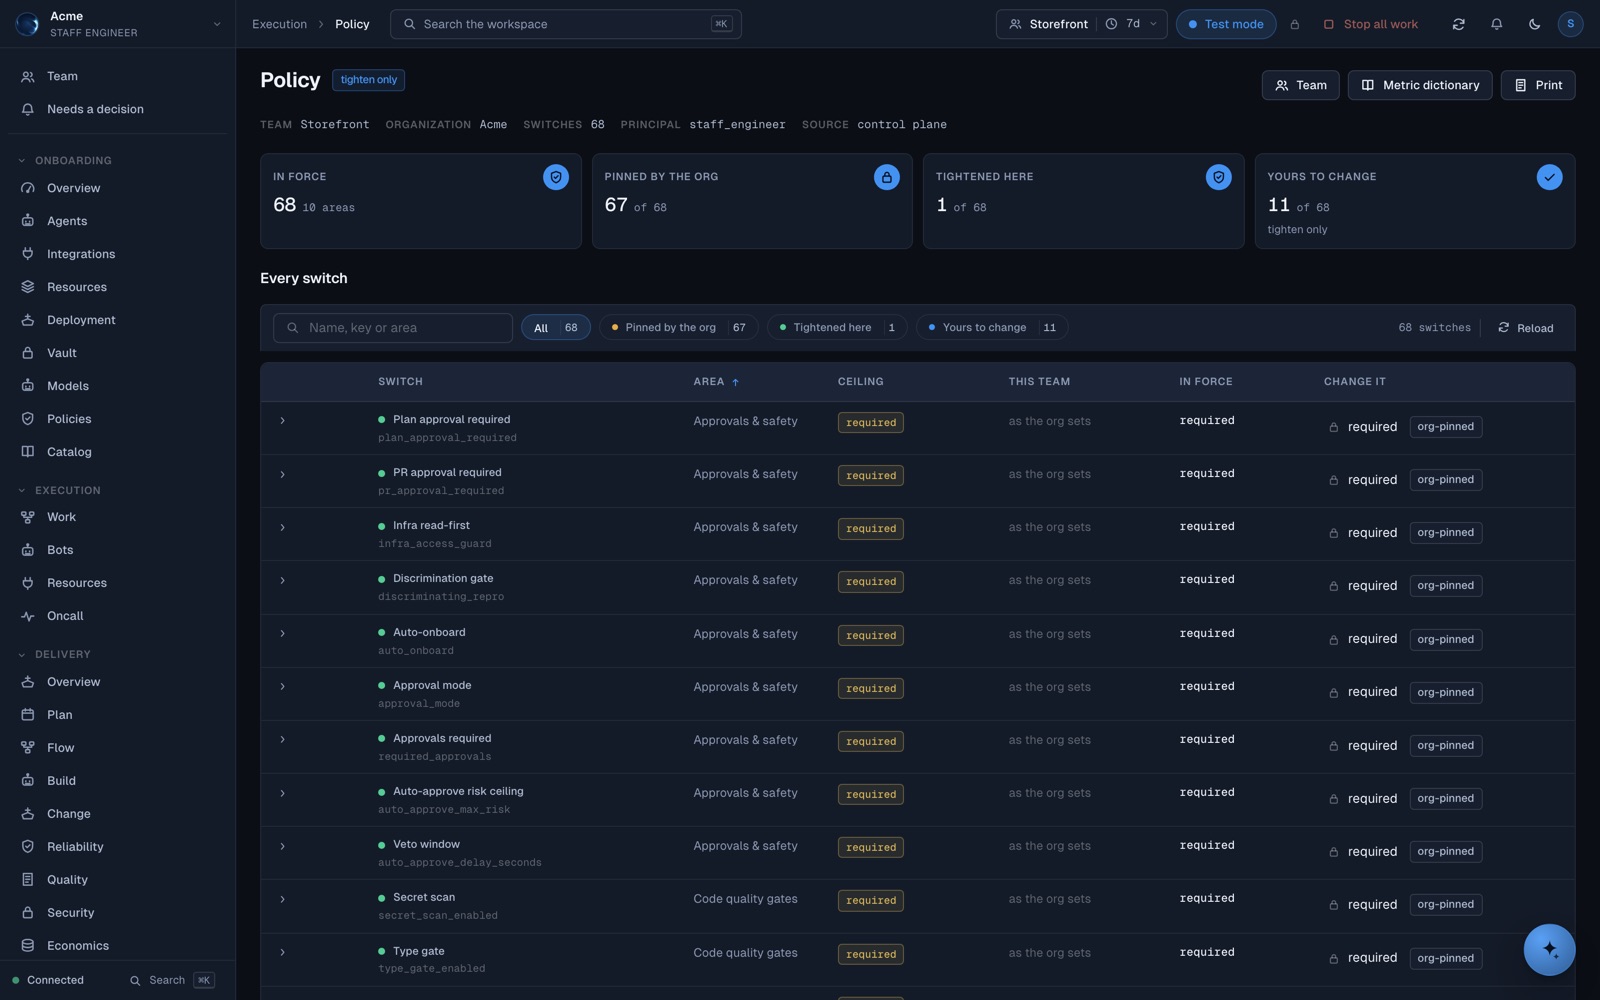 Acme
STAFF ENGINEER
Execution > Policy
Search the workspace ⌘K
Storefront 7d
Test mode
Stop all work
S
Team
Needs a decision
ONBOARDING
Overview
Agents
Integrations
Resources
Deployment
Vault
Models
Policies
Catalog
EXECUTION
Work
Bots
Resources
Oncall
DELIVERY
Overview
Plan
Flow
Build
Change
Reliability
Quality
Security
Economics
Connected
Search ⌘K
Policy tighten only
Team
Metric dictionary
Print
TEAM Storefront ORGANIZATION Acme SWITCHES 68 PRINCIPAL staff_engineer SOURCE control plane
IN FORCE
68 10 areas
PINNED BY THE ORG
67 of 68
TIGHTENED HERE
1 of 68
YOURS TO CHANGE
11 of 68
tighten only
Every switch
Name, key or area
All 68
Pinned by the org 67
Tightened here 1
Yours to change 11
68 switches
Reload
SWITCH AREA ↑ CEILING THIS TEAM IN FORCE CHANGE IT
Plan approval required Approvals & safety required as the org sets required required org-pinned
plan_approval_required
PR approval required Approvals & safety required as the org sets required required org-pinned
pr_approval_required
Infra read-first Approvals & safety required as the org sets required required org-pinned
infra_access_guard
Discrimination gate Approvals & safety required as the org sets required required org-pinned
discriminating_repro
Auto-onboard Approvals & safety required as the org sets required required org-pinned
auto_onboard
Approval mode Approvals & safety required as the org sets required required org-pinned
approval_mode
Approvals required Approvals & safety required as the org sets required required org-pinned
required_approvals
Auto-approve risk ceiling Approvals & safety required as the org sets required required org-pinned
auto_approve_max_risk
Veto window Approvals & safety required as the org sets required required org-pinned
auto_approve_delay_seconds
Secret scan Code quality gates required as the org sets required required org-pinned
secret_scan_enabled
Type gate Code quality gates required as the org sets required required org-pinned
type_gate_enabled